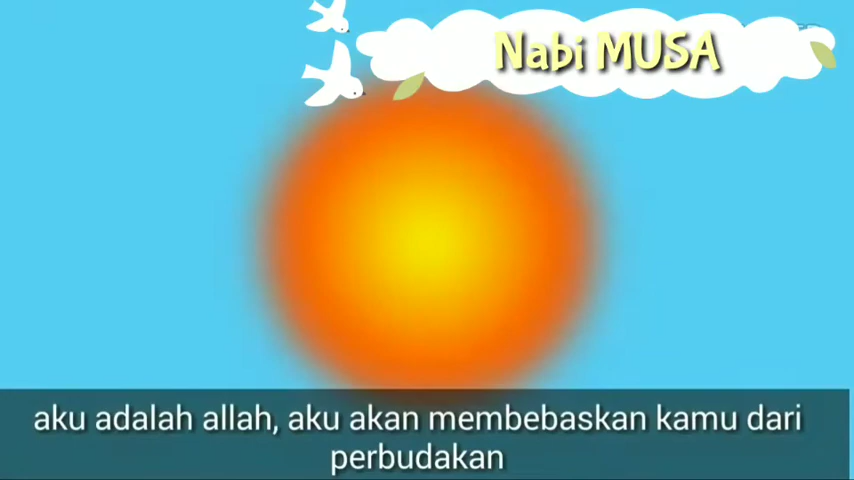 Nabi MUSA
aku adalah allah, aku akan membebaskan kamu dari
perbudakan